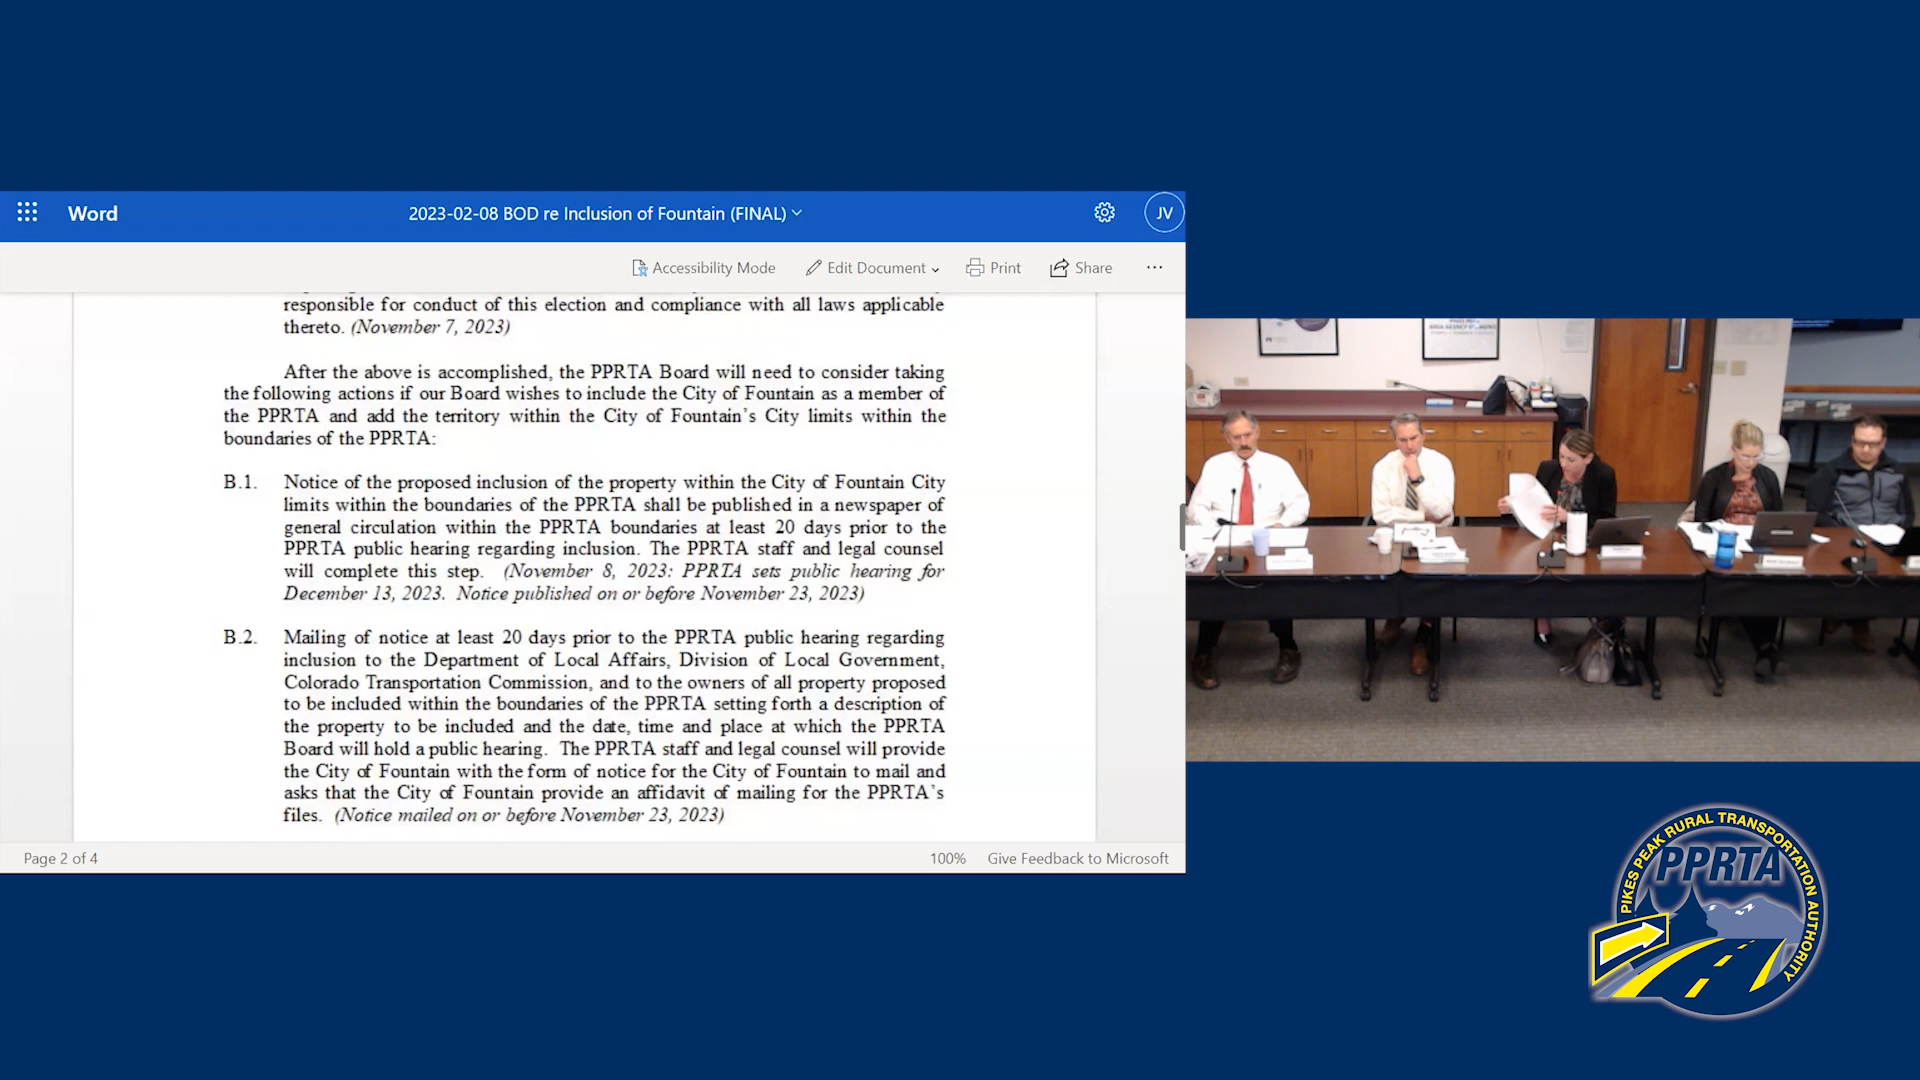 Word
2023-02-08 BOD re Inclusion of Fountain (FINAL)
JV
Accessibility Mode
Edit Document
Print
Share
responsible for conduct of this election and compliance with all laws applicable
thereto. (November 7, 2023)
After the above is accomplished, the PPRTA Board will need to consider taking
the following actions if our Board wishes to include the City of Fountain as a member of
the PPRTA and add the territory within the City of Fountain's City limits within the
boundaries of the PPRTA:
B.1. Notice of the proposed inclusion of the property within the City of Fountain City
limits within the boundaries of the PPRTA shall be published in a newspaper of
general circulation within the PPRTA boundaries at least 20 days prior to the
PPRTA public hearing regarding inclusion. The PPRTA staff and legal counsel
will complete this step. (November 8, 2023: PPRTA sets public hearing for
December 13, 2023. Notice published on or before November 23, 2023)
B.2. Mailing of notice at least 20 days prior to the PPRTA public hearing regarding
inclusion to the Department of Local Affairs, Division of Local Government,
Colorado Transportation Commission, and to the owners of all property proposed
to be included within the boundaries of the PPRTA setting forth a description of
the property to be included and the date, time and place at which the PPRTA
Board will hold a public hearing. The PPRTA staff and legal counsel will provide
the City of Fountain with the form of notice for the City of Fountain to mail and
asks that the City of Fountain provide an affidavit of mailing for the PPRTA's
files. (Notice mailed on or before November 23, 2023)
Page 2 of 4
100%
Give Feedback to Microsoft
PIKES PEAK RURAL TRANSPORTATION AUTHORITY
PPRTA